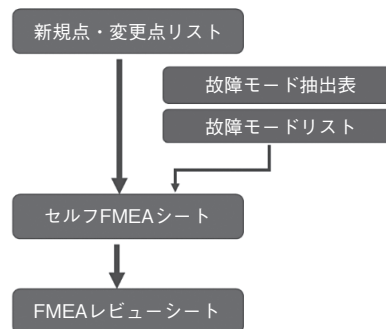 新規点・変更点リスト
故障モード抽出表
故障モードリスト
セルフFMEAシート
FMEAレビューシート